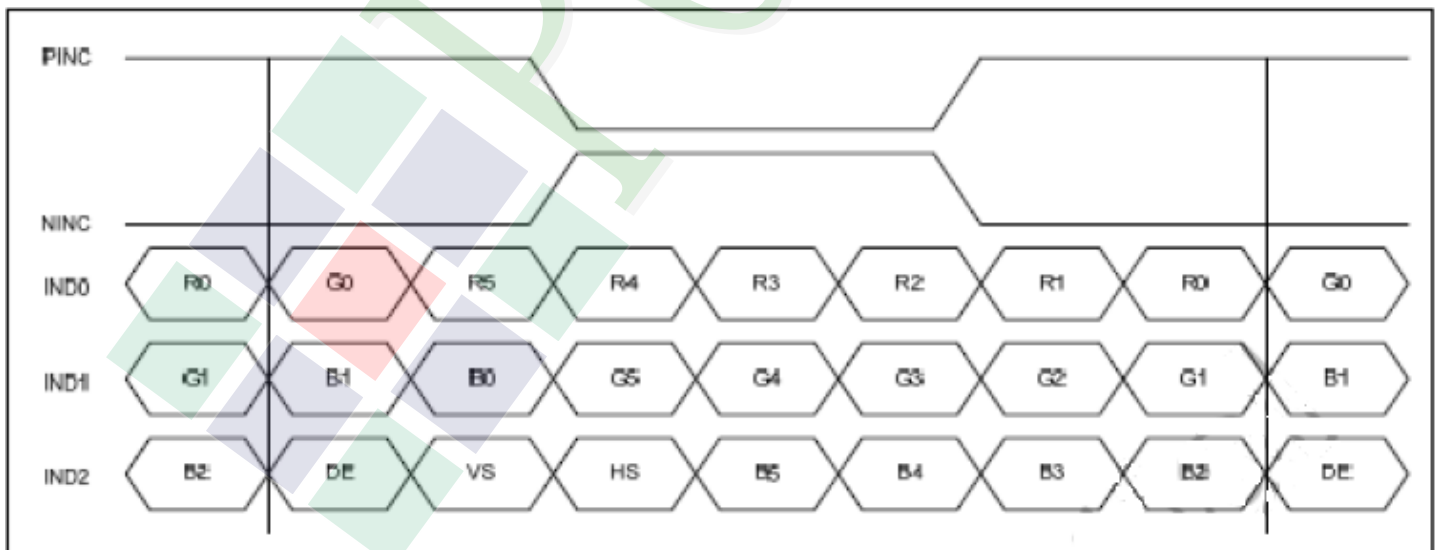 PINC
NINC
IND0 R0 G0 R5 R4 R3 R2 R1 R0 G0
IND1 G1 B1 B0 G5 G4 G3 G2 G1 B1
IND2 B2 DE VS HS B5 B4 B3 B2 DE